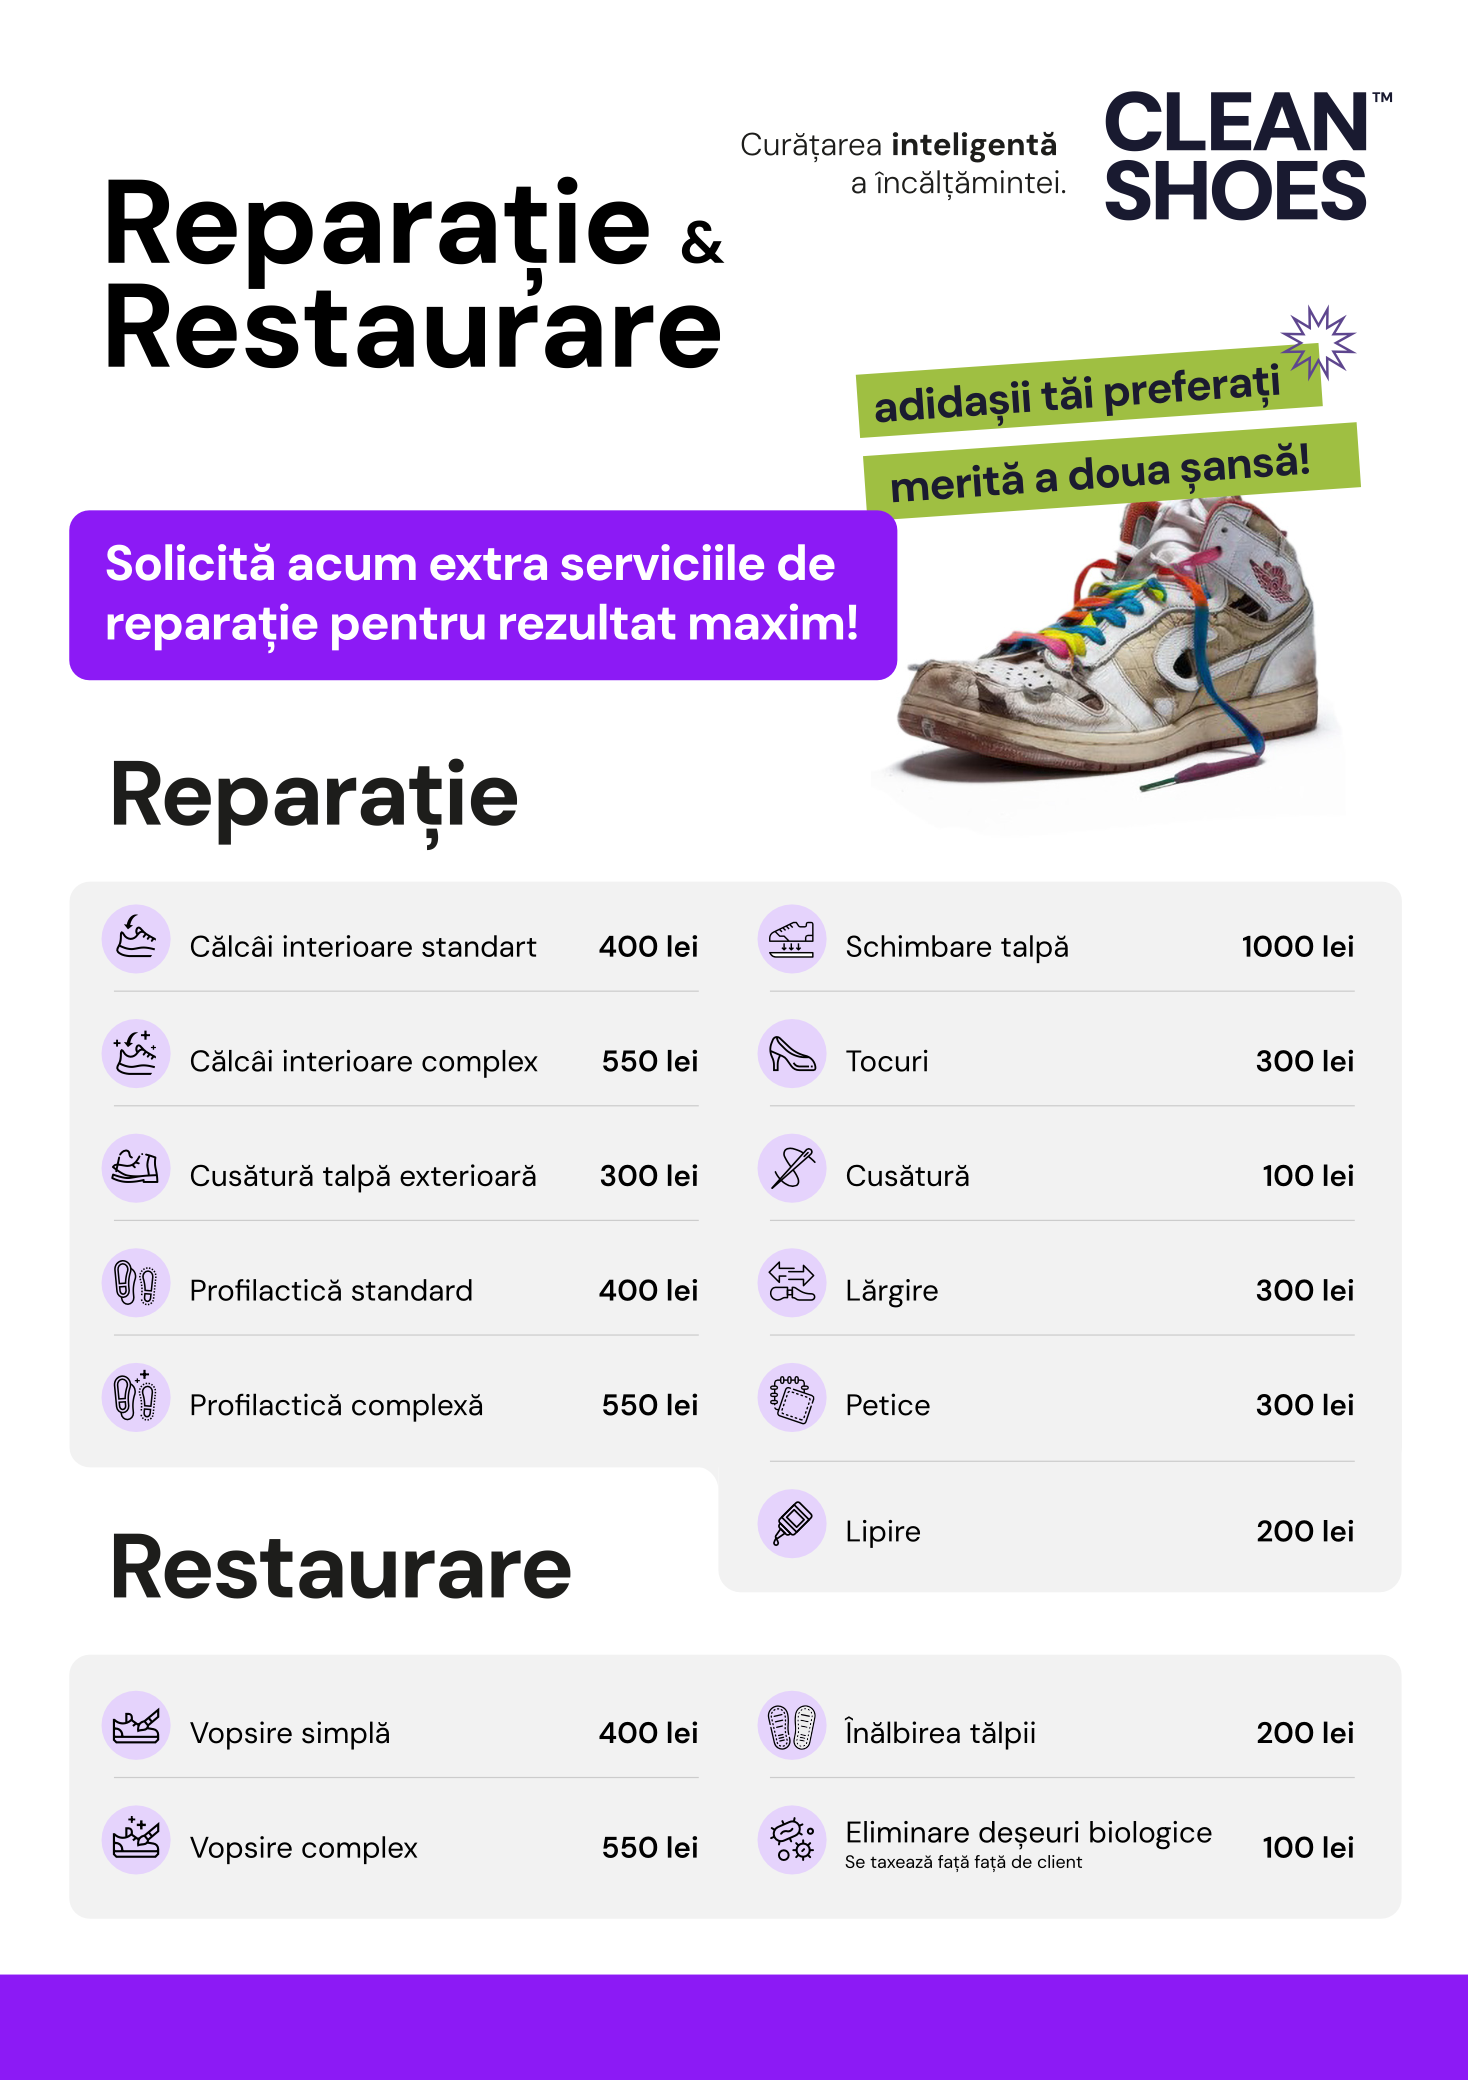 Curățarea inteligentă
a încălțămintei.
CLEAN™
SHOES
Reparație &
Restaurare
adidașii tăi preferați
merită a doua șansă!
Solicită acum extra serviciile de
reparație pentru rezultat maxim!
Reparație
Călcâi interioare standart 400 lei
Călcâi interioare complex 550 lei
Cusătură talpă exterioară 300 lei
Profilactică standard 400 lei
Profilactică complexă 550 lei
Schimbare talpă 1000 lei
Tocuri 300 lei
Cusătură 100 lei
Lărgire 300 lei
Petice 300 lei
Lipire 200 lei
Restaurare
Vopsire simplă 400 lei
Vopsire complex 550 lei
Înălbirea tălpii 200 lei
Eliminare deșeuri biologice 100 lei
Se taxează față față de client